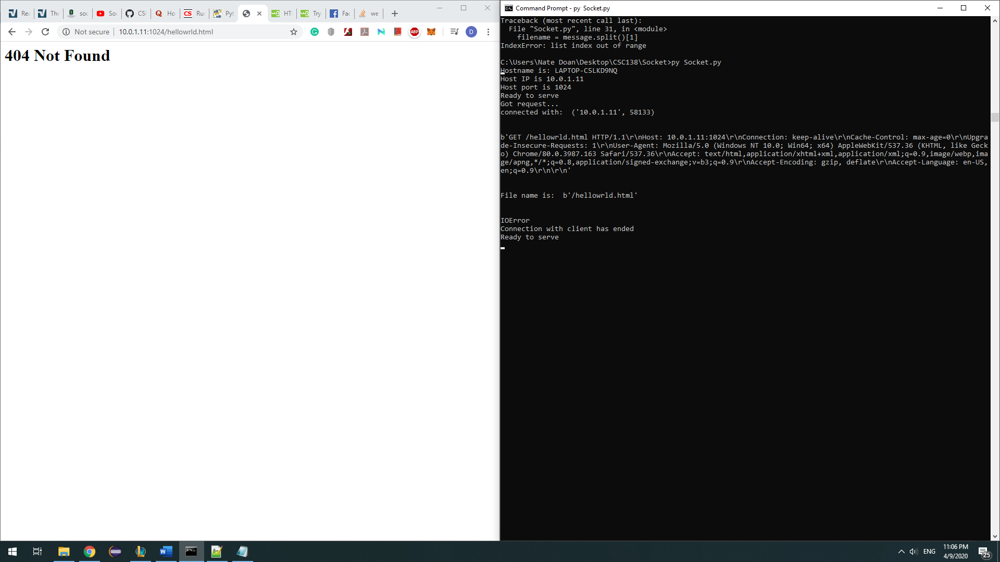 Re
The
soc
So
CS
Ho
CS Ru
Pyt
HT
Try
Fac
we
Not secure
10.0.1.11:1024/hellowrld.html
ABP
D
404 Not Found
Command Prompt - py Socket.py
Traceback (most recent call last):
File "Socket.py", line 31, in <module>
filename = message.split()[1]
IndexError: list index out of range
C:\Users\Nate Doan\Desktop\CSC138\Socket>py Socket.py
Hostname is: LAPTOP-C5LKD9NQ
Host IP is 10.0.1.11
Host port is 1024
Ready to serve
Got request...
connected with:  ('10.0.1.11', 58133)
b'GET /hellowrld.html HTTP/1.1\r\nHost: 10.0.1.11:1024\r\nConnection: keep-alive\r\nCache-Control: max-age=0\r\nUpgra
de-Insecure-Requests: 1\r\nUser-Agent: Mozilla/5.0 (Windows NT 10.0; Win64; x64) AppleWebKit/537.36 (KHTML, like Geck
o) Chrome/80.0.3987.163 Safari/537.36\r\nAccept: text/html,application/xhtml+xml,application/xml;q=0.9,image/webp,ima
ge/apng,*/*;q=0.8,application/signed-exchange;v=b3;q=0.9\r\nAccept-Encoding: gzip, deflate\r\nAccept-Language: en-US,
en;q=0.9\r\n\r\n'
File name is:  b'/hellowrld.html'
IOError
Connection with client has ended
Ready to serve
ENG
11:06 PM
4/9/2020
25